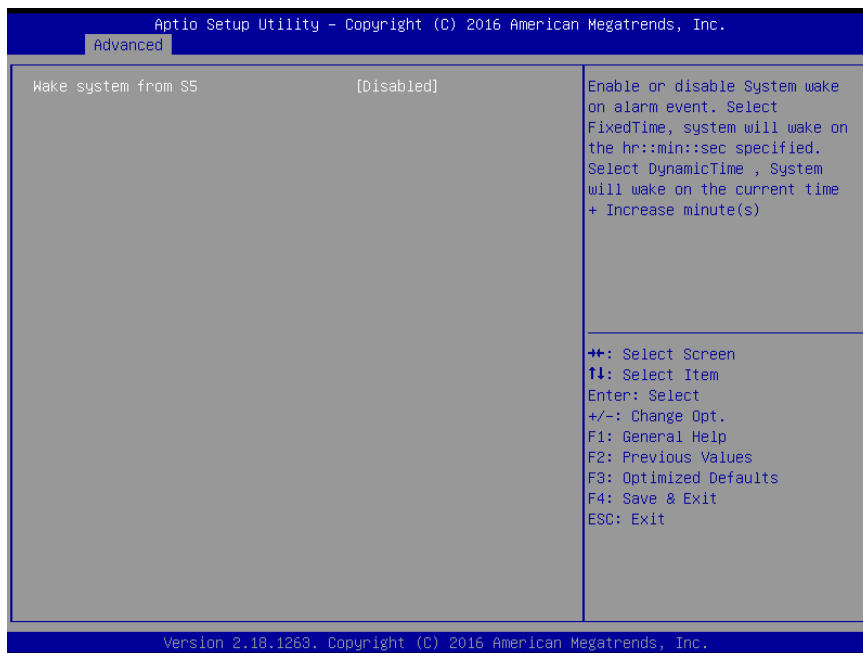 Aptio Setup Utility – Copyright (C) 2016 American Megatrends, Inc.
Advanced
Wake system from S5 [Disabled]
Enable or disable System wake
on alarm event. Select
FixedTime, system will wake on
the hr::min::sec specified.
Select DynamicTime , System
will wake on the current time
+ Increase minute(s)
→←: Select Screen
↑↓: Select Item
Enter: Select
+/-: Change Opt.
F1: General Help
F2: Previous Values
F3: Optimized Defaults
F4: Save & Exit
ESC: Exit
Version 2.18.1263. Copyright (C) 2016 American Megatrends, Inc.